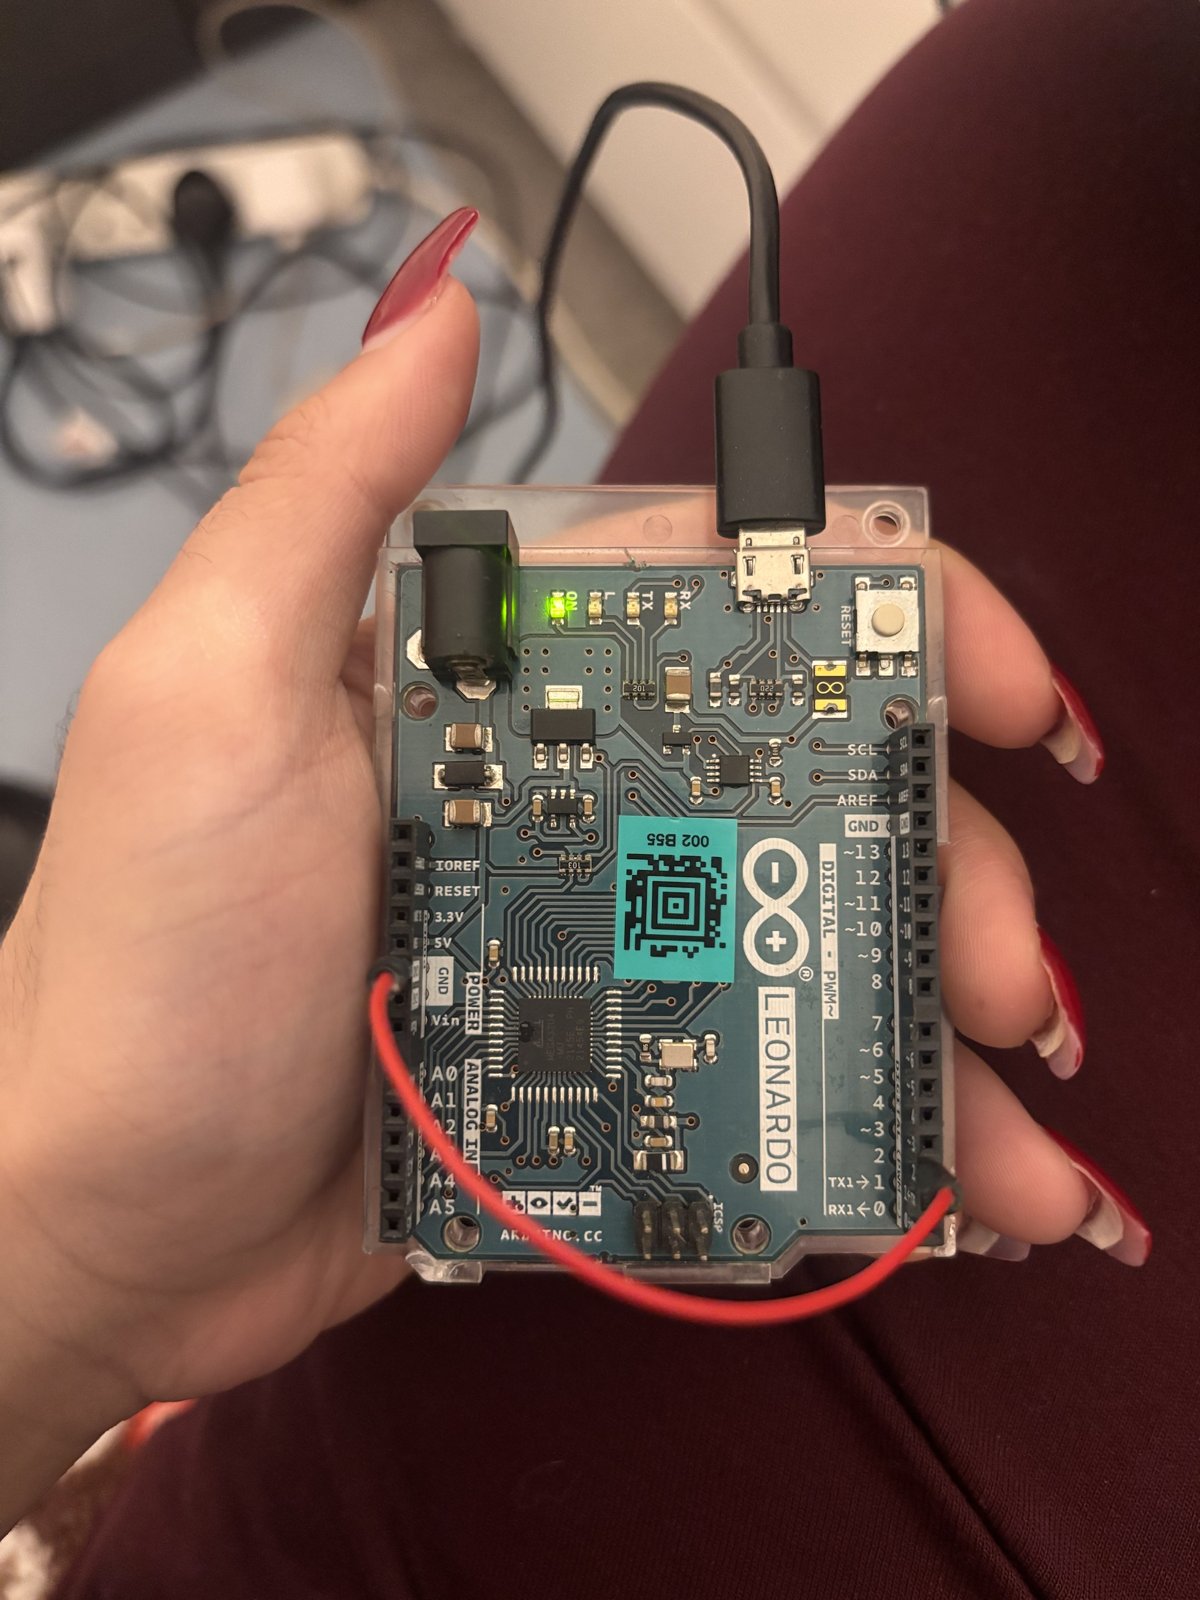 ON
L
TX
RX
RESET
SCL
SDA
AREF
GND
~13
12
~11
~10
~9
8
7
~6
~5
4
~3
2
TX1→1
RX1←0
DIGITAL - PWM~
002 B55
LEONARDO
IOREF
RESET
3.3V
5V
GND
Vin
POWER
A0
A1
A2
A4
A5
ANALOG IN
ICSP